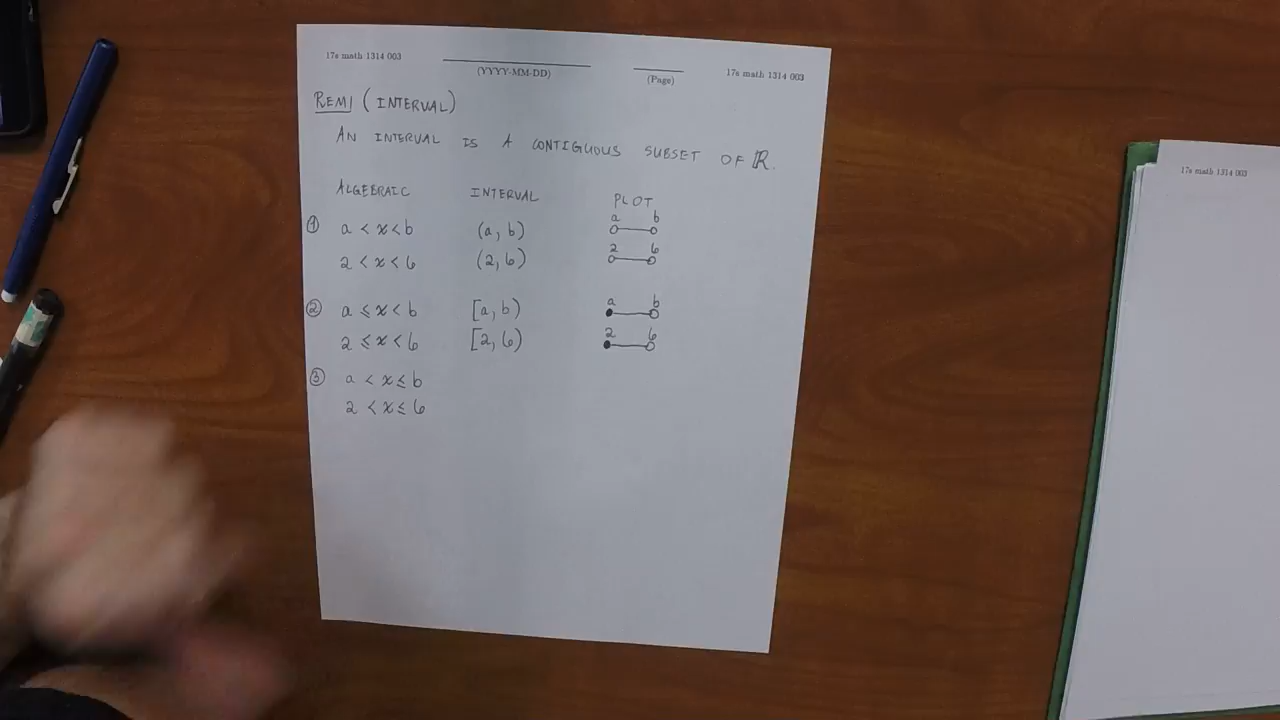 17s math 1314 003 (YYYY-MM-DD) (Page) 17s math 1314 003
REM| (INTERVAL)
AN INTERVAL IS A CONTIGUOUS SUBSET OF ℝ.
ALGEBRAIC INTERVAL PLOT
a b
① a < x < b (a, b)
2 6
2 < x < 6 (2, 6)
a b
② a ≤ x < b [a, b)
2 6
2 ≤ x < 6 [2, 6)
③ a < x ≤ b
2 < x ≤ 6
17s math 1314 003